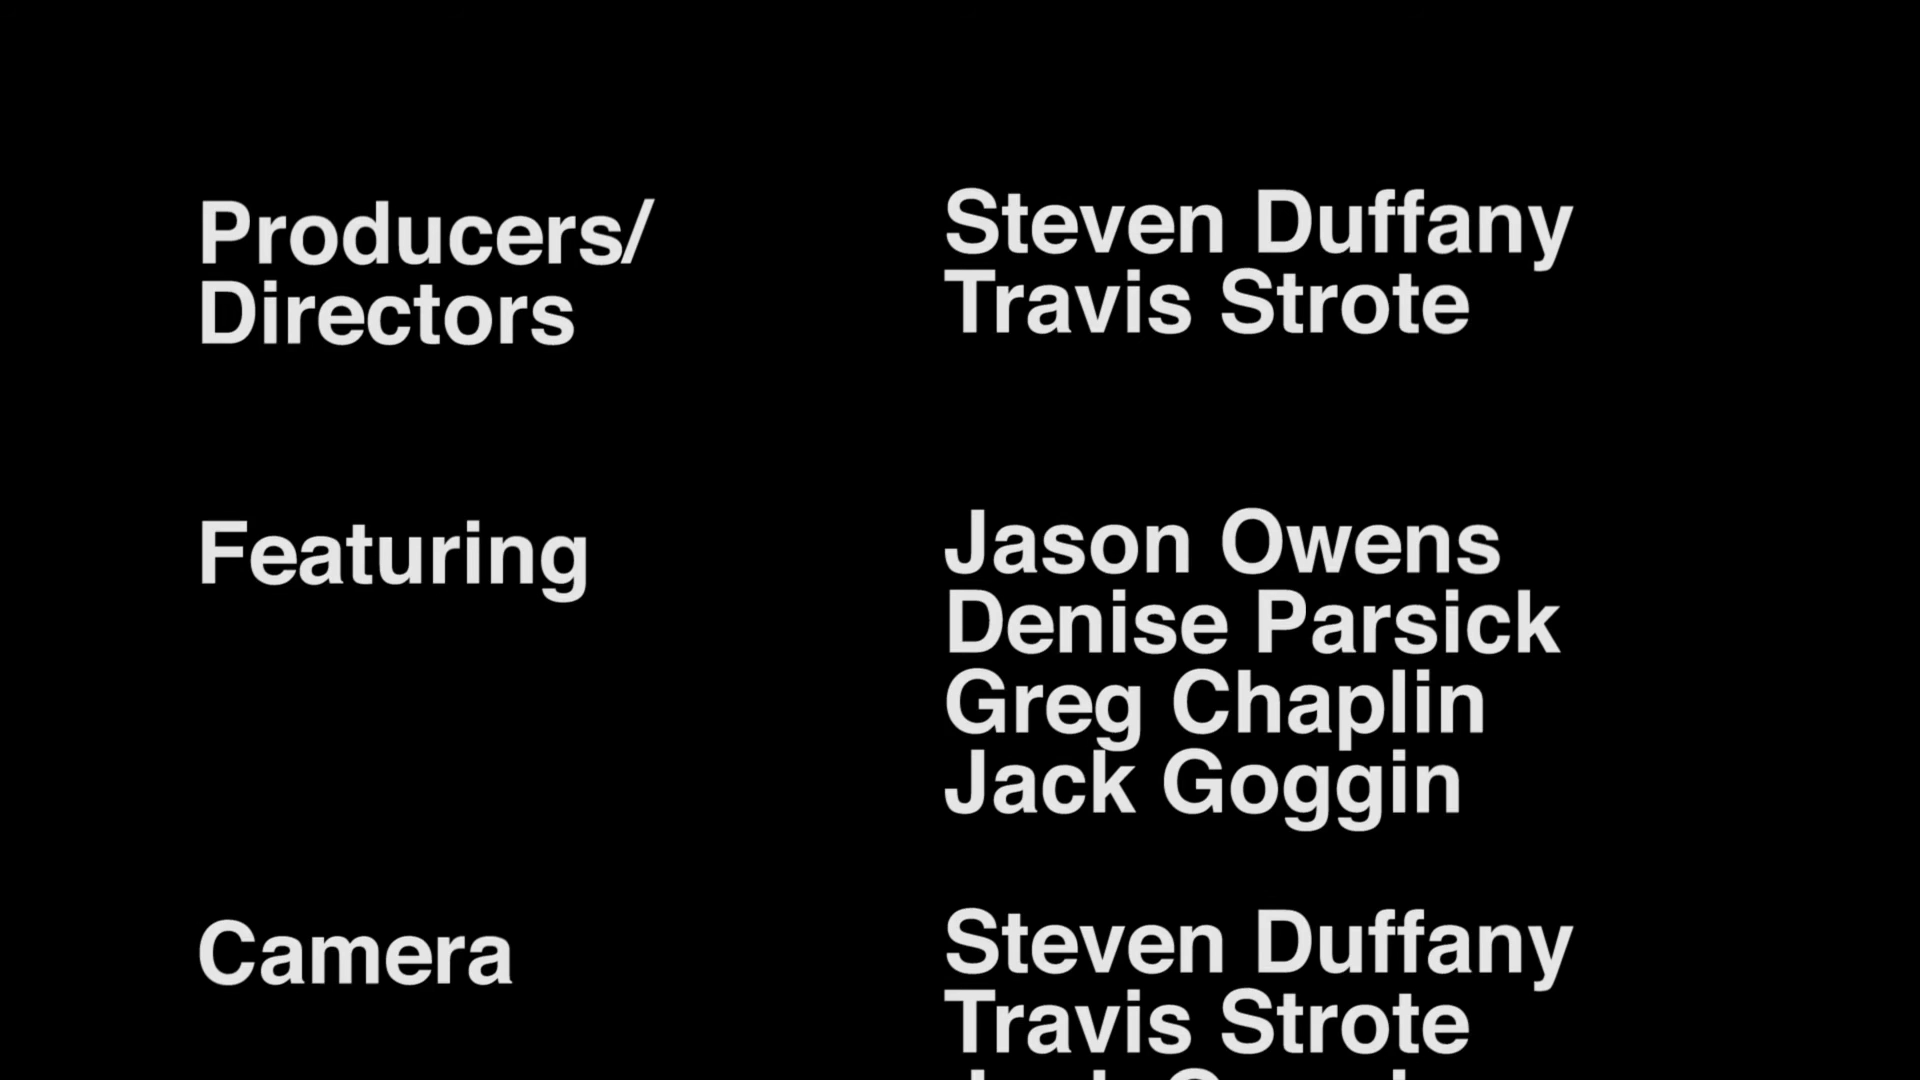 Producers/
Directors
Steven Duffany
Travis Strote
Featuring
Jason Owens
Denise Parsick
Greg Chaplin
Jack Goggin
Camera
Steven Duffany
Travis Strote